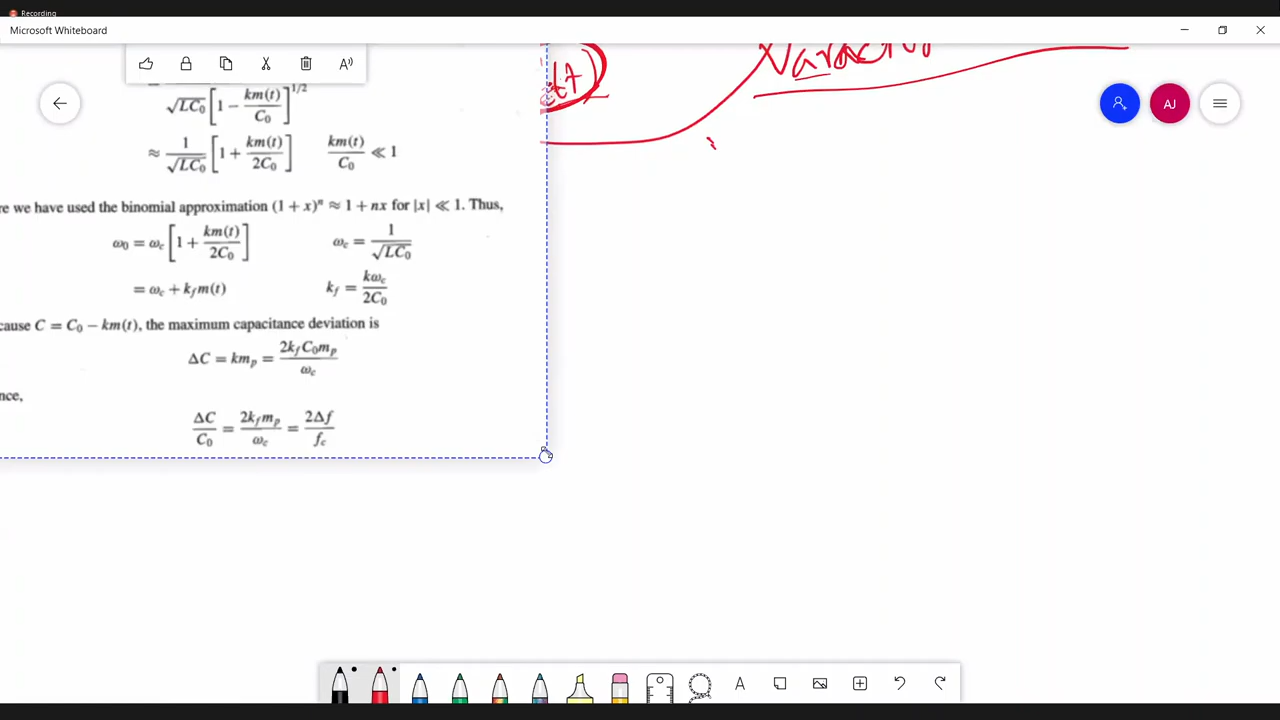 Recording
Microsoft Whiteboard
AJ
√LC₀ [1 − km(t)/C₀]^1/2
≈ 1/√LC₀ [1 + km(t)/2C₀] km(t)/C₀ ≪ 1
re we have used the binomial approximation (1 + x)ⁿ ≈ 1 + nx for |x| ≪ 1. Thus,
ω₀ = ω_c [1 + km(t)/2C₀] ω_c = 1/√LC₀
= ω_c + k_f m(t) k_f = kω_c/2C₀
cause C = C₀ − km(t), the maximum capacitance deviation is
ΔC = km_p = 2k_f C₀m_p/ω_c
nce,
ΔC/C₀ = 2k_f m_p/ω_c = 2Δf/f_c